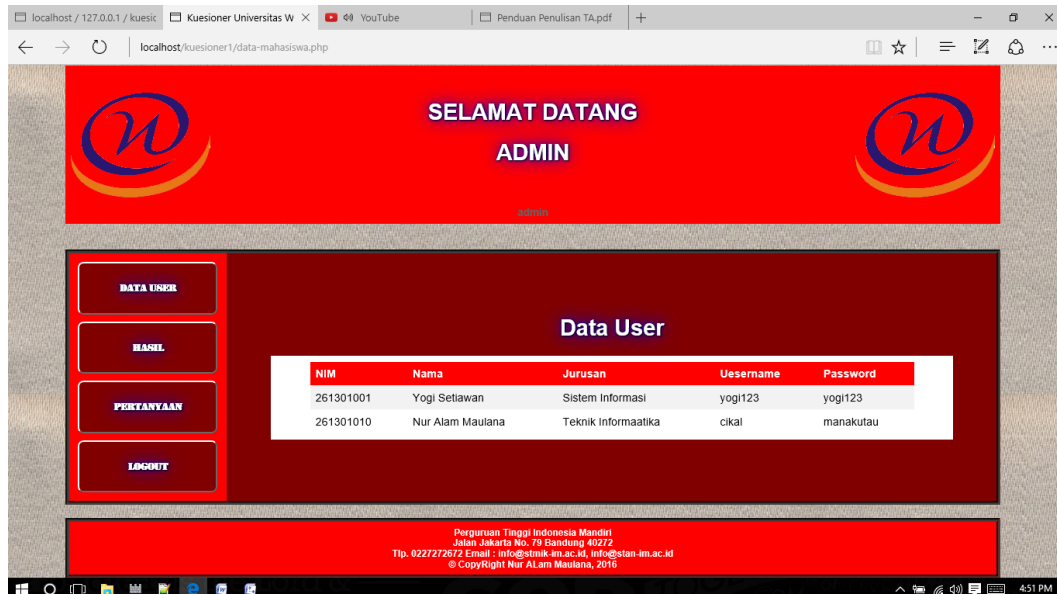 localhost / 127.0.0.1 / kuesic
Kuesioner Universitas W
YouTube
Penduan Penulisan TA.pdf
localhost/kuesioner1/data-mahasiswa.php
SELAMAT DATANG
ADMIN
admin
DATA USER
HASIL
PERTANYAAN
LOGOUT
Data User
NIM Nama Jurusan Uesername Password
261301001 Yogi Setiawan Sistem Informasi yogi123 yogi123
261301010 Nur Alam Maulana Teknik Informaatika cikal manakutau
Perguruan Tinggi Indonesia Mandiri
Jalan Jakarta No. 79 Bandung 40272
Tlp. 0227272672 Email : info@stmik-im.ac.id, info@stan-im.ac.id
© CopyRight Nur ALam Maulana, 2016
4:51 PM